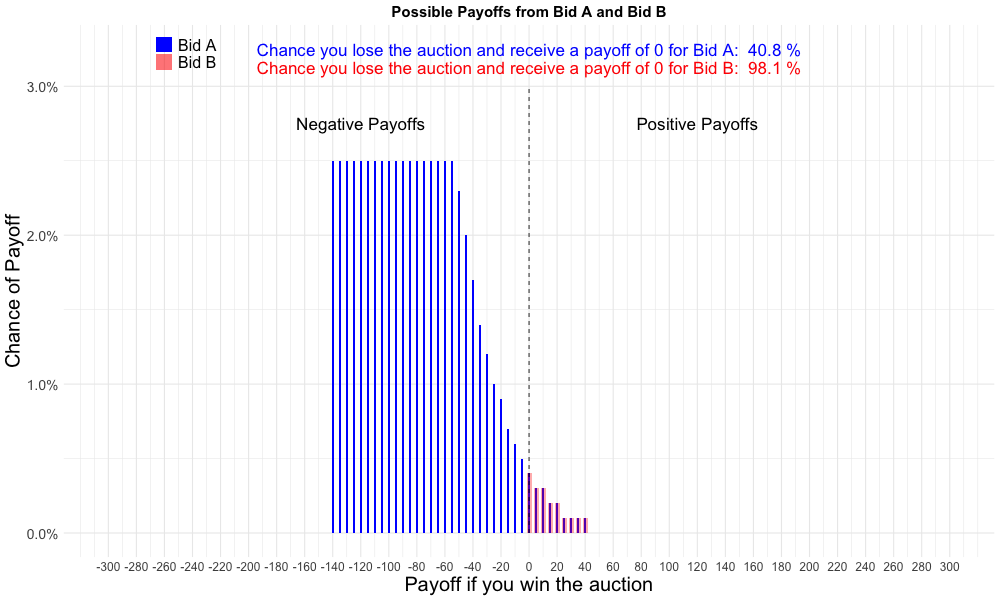 Possible Payoffs from Bid A and Bid B
Bid A
Bid B
Chance you lose the auction and receive a payoff of 0 for Bid A:  40.8 %
Chance you lose the auction and receive a payoff of 0 for Bid B:  98.1 %
Negative Payoffs
Positive Payoffs
Chance of Payoff
3.0%
2.0%
1.0%
0.0%
-300 -280 -260 -240 -220 -200 -180 -160 -140 -120 -100 -80 -60 -40 -20 0 20 40 60 80 100 120 140 160 180 200 220 240 260 280 300
Payoff if you win the auction